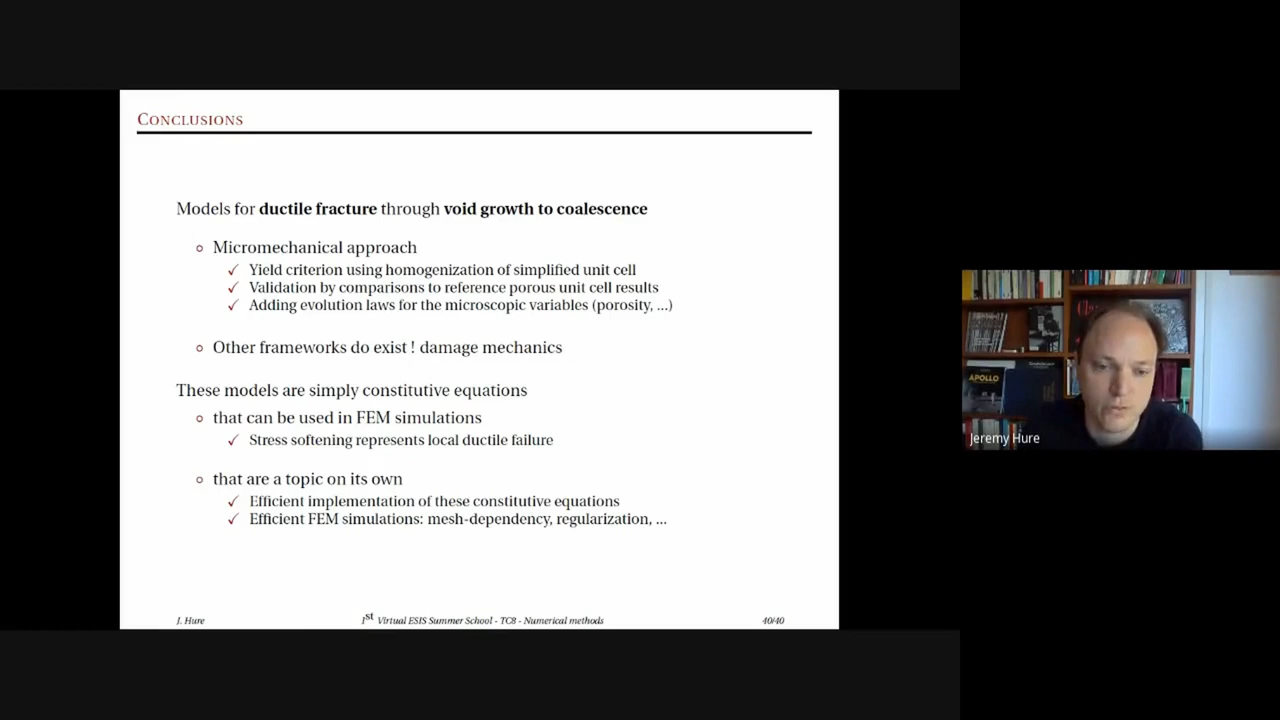 CONCLUSIONS
Models for ductile fracture through void growth to coalescence
Micromechanical approach
✓ Yield criterion using homogenization of simplified unit cell
✓ Validation by comparisons to reference porous unit cell results
✓ Adding evolution laws for the microscopic variables (porosity, ...)
Other frameworks do exist ! damage mechanics
These models are simply constitutive equations
that can be used in FEM simulations
✓ Stress softening represents local ductile failure
that are a topic on its own
✓ Efficient implementation of these constitutive equations
✓ Efficient FEM simulations: mesh-dependency, regularization, ...
J. Hure 1st Virtual ESIS Summer School - TC8 - Numerical methods 40/40
APOLLO
Jeremy Hure